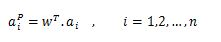 a_i^P = w^T . a_i , i = 1,2, ..., n